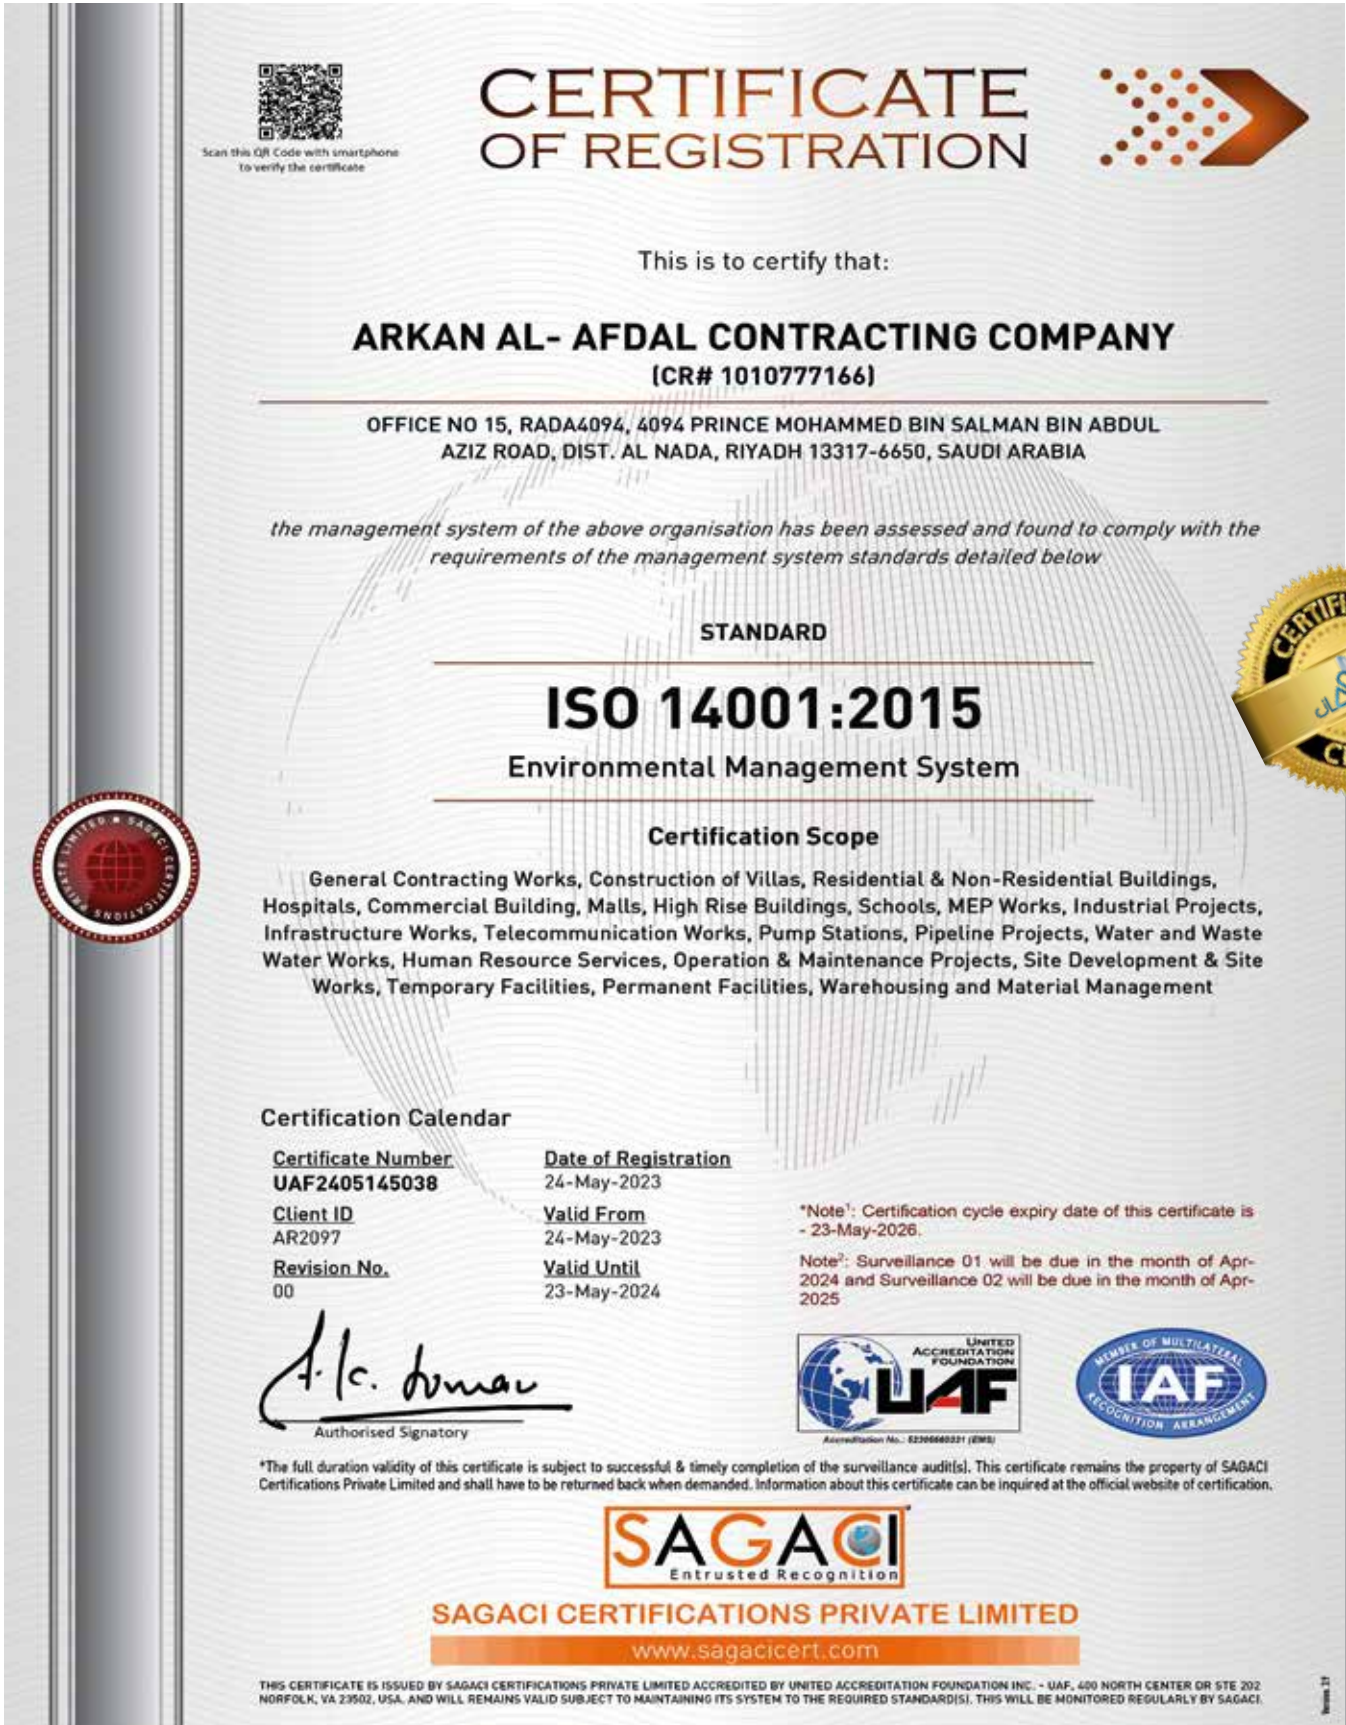 CERTIFICATE
OF REGISTRATION
Scan this QR Code with smartphone
to verify the certificate
This is to certify that:
ARKAN AL- AFDAL CONTRACTING COMPANY
(CR# 1010777166)
OFFICE NO 15, RADA4094, 4094 PRINCE MOHAMMED BIN SALMAN BIN ABDUL
AZIZ ROAD, DIST. AL NADA, RIYADH 13317-6650, SAUDI ARABIA
the management system of the above organisation has been assessed and found to comply with the
requirements of the management system standards detailed below
STANDARD
ISO 14001:2015
Environmental Management System
Certification Scope
General Contracting Works, Construction of Villas, Residential & Non-Residential Buildings,
Hospitals, Commercial Building, Malls, High Rise Buildings, Schools, MEP Works, Industrial Projects,
Infrastructure Works, Telecommunication Works, Pump Stations, Pipeline Projects, Water and Waste
Water Works, Human Resource Services, Operation & Maintenance Projects, Site Development & Site
Works, Temporary Facilities, Permanent Facilities, Warehousing and Material Management
SAGACI CERTIFICATIONS PRIVATE LIMITED
Certification Calendar
Certificate Number
UAF2405145038
Client ID
AR2097
Revision No.
00
Date of Registration
24-May-2023
Valid From
24-May-2023
Valid Until
23-May-2024
*Note¹: Certification cycle expiry date of this certificate is
- 23-May-2026.
Note²: Surveillance 01 will be due in the month of Apr-
2024 and Surveillance 02 will be due in the month of Apr-
2025
Authorised Signatory
UNITED
ACCREDITATION
FOUNDATION
UAF
MEMBER OF MULTILATERAL
IAF
RECOGNITION ARRANGEMENT
*The full duration validity of this certificate is subject to successful & timely completion of the surveillance audit(s). This certificate remains the property of SAGACI
Certifications Private Limited and shall have to be returned back when demanded. Information about this certificate can be inquired at the official website of certification.
SAGACI
Entrusted Recognition
SAGACI CERTIFICATIONS PRIVATE LIMITED
www.sagacicert.com
THIS CERTIFICATE IS ISSUED BY SAGACI CERTIFICATIONS PRIVATE LIMITED ACCREDITED BY UNITED ACCREDITATION FOUNDATION INC. - UAF, 400 NORTH CENTER DR STE 202
NORFOLK, VA 23502, USA. AND WILL REMAINS VALID SUBJECT TO MAINTAINING ITS SYSTEM TO THE REQUIRED STANDARD(S). THIS WILL BE MONITORED REGULARLY BY SAGACI.